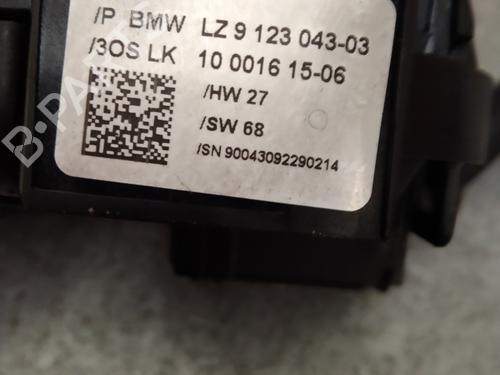 /P BMW LZ 9 123 043-03
/3OS LK 10 0016 15-06
/HW 27
/SW 68
/SN 90043092290214
B-PARTS